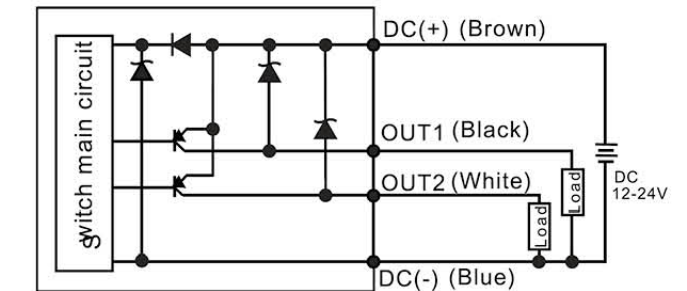 Switch main circuit
DC(+) (Brown)
OUT1 (Black)
OUT2 (White)
Load
Load
DC
12-24V
DC(-) (Blue)